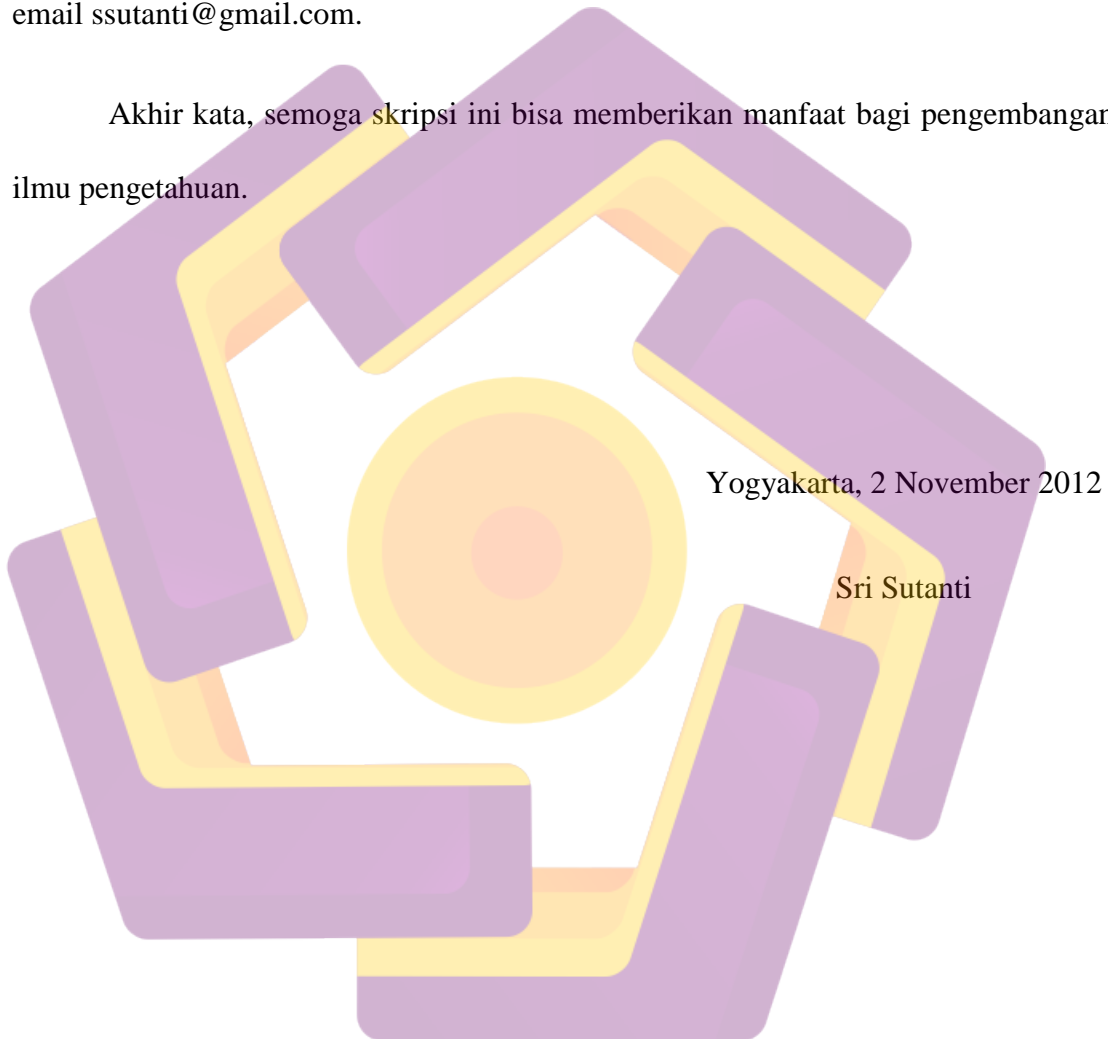 email ssutanti@gmail.com.
Akhir kata, semoga skripsi ini bisa memberikan manfaat bagi pengembangan
ilmu pengetahuan.
Yogyakarta, 2 November 2012
Sri Sutanti